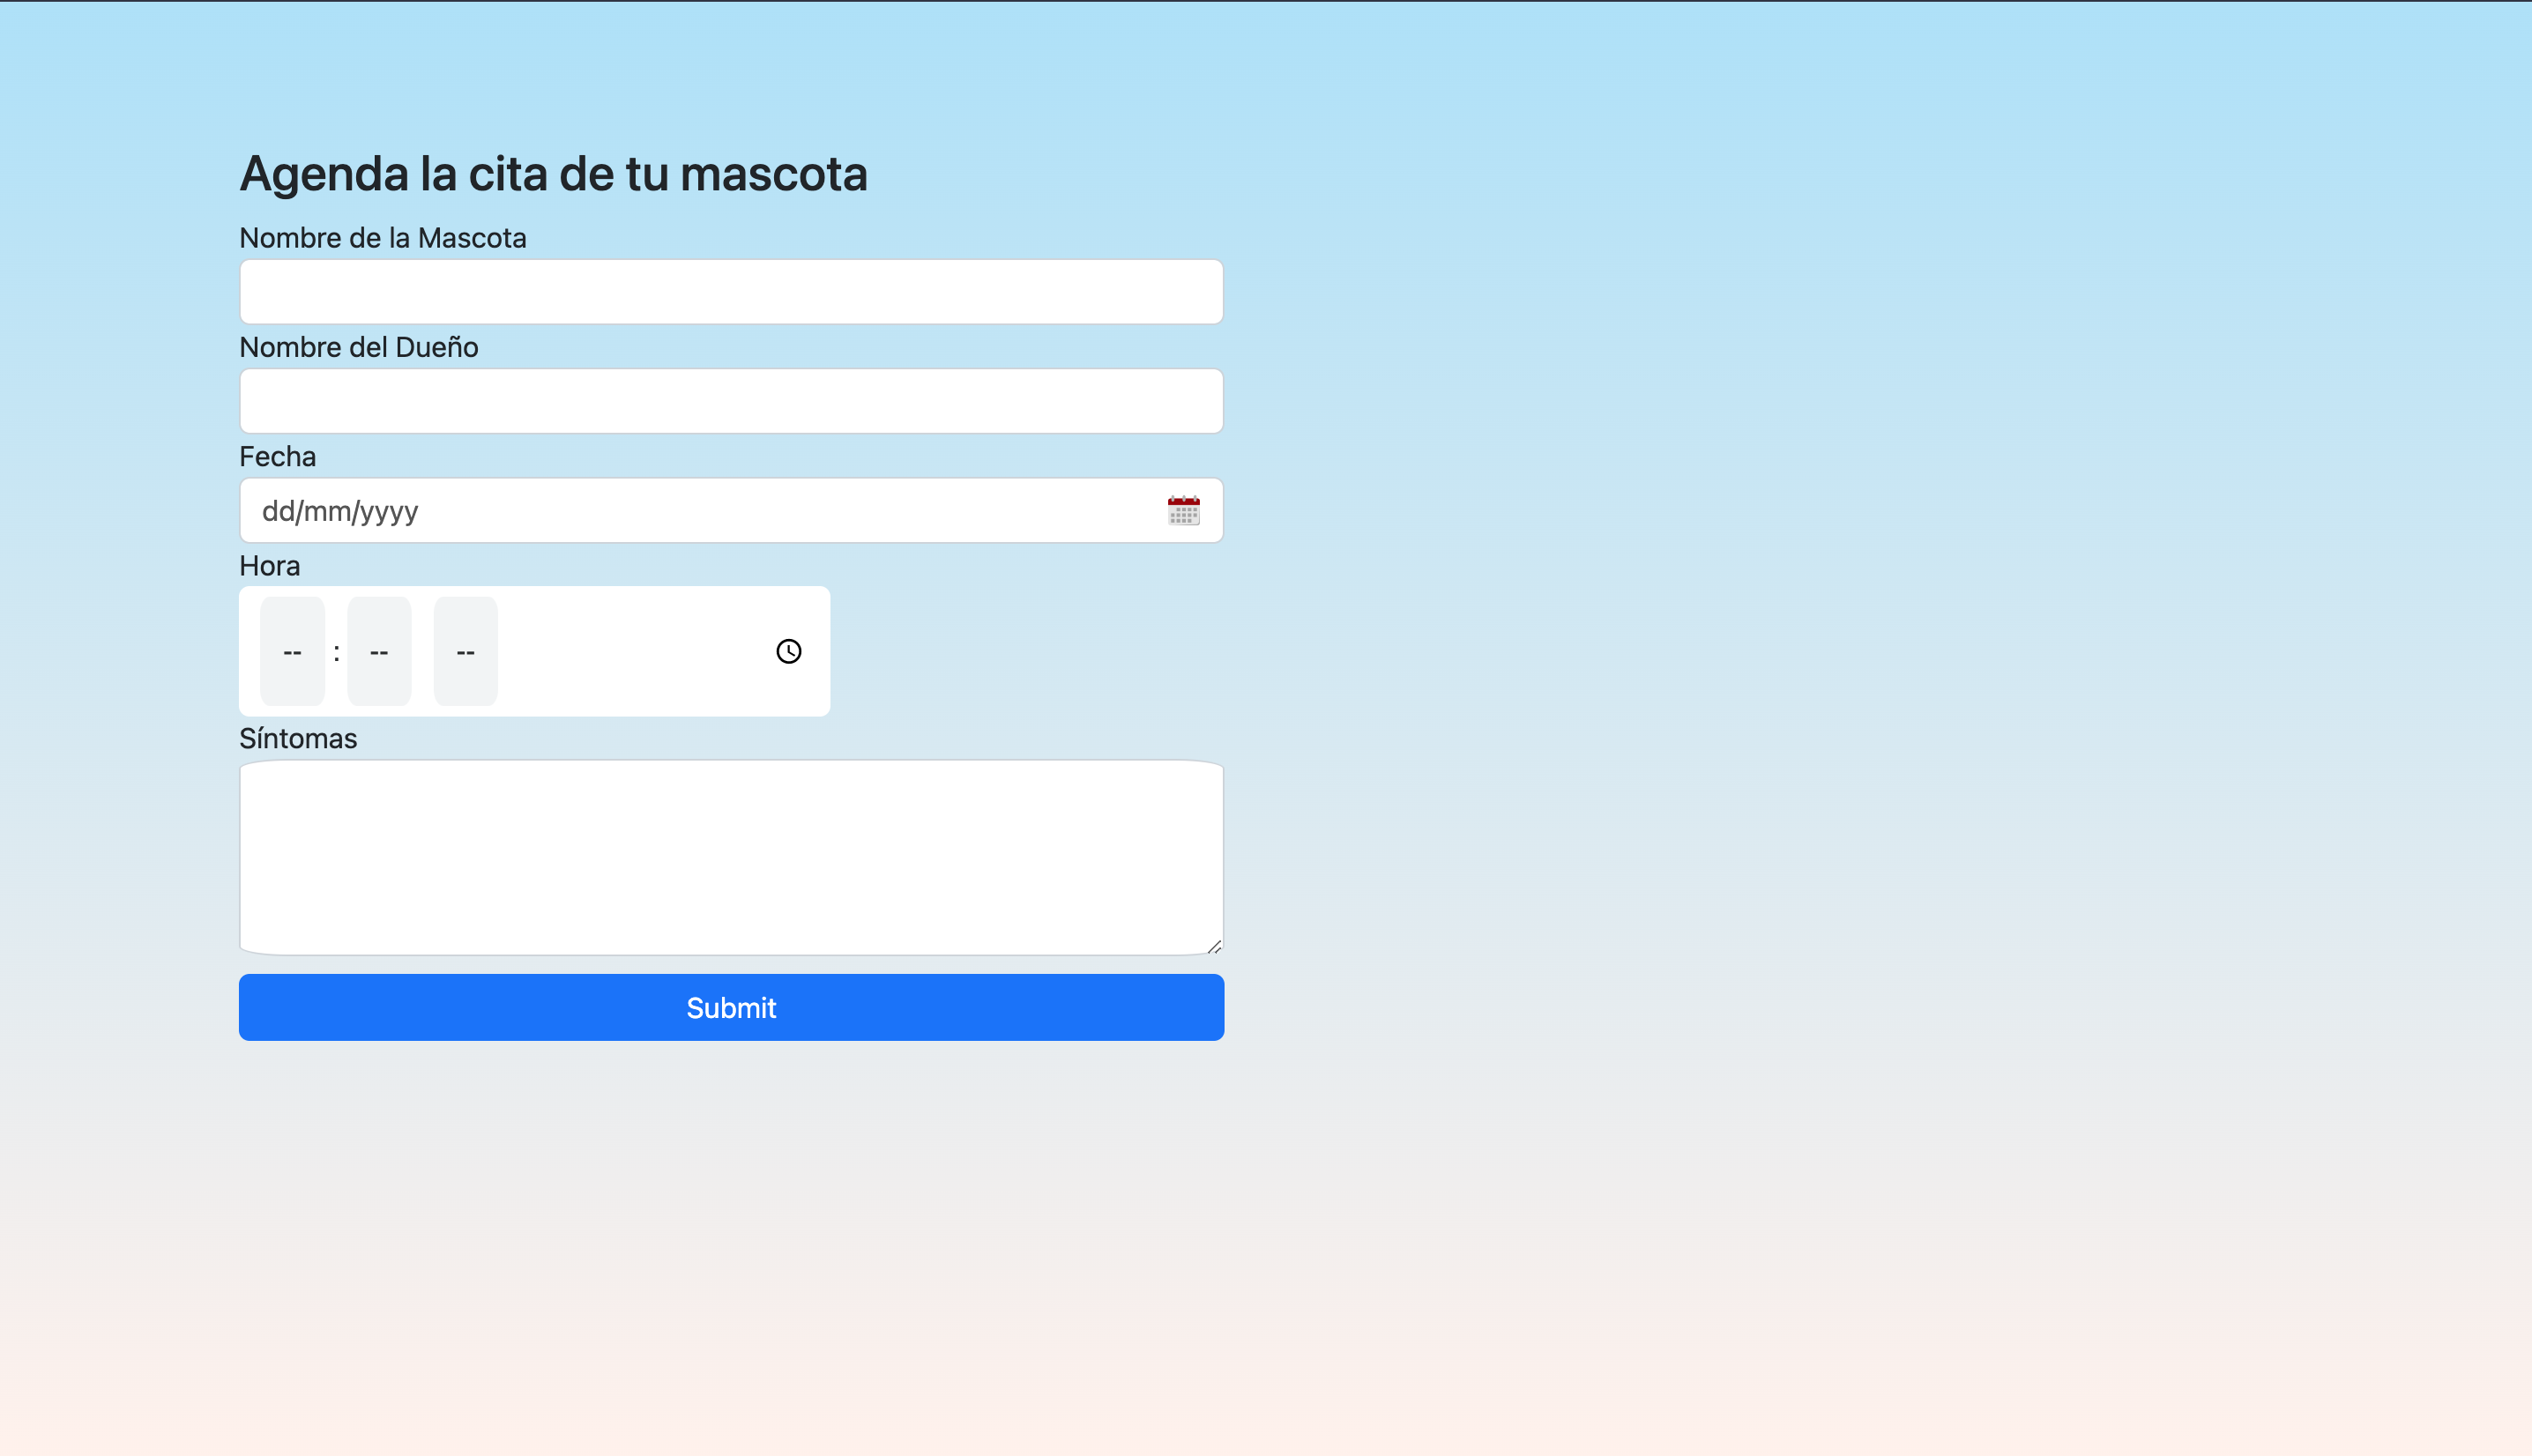 Agenda la cita de tu mascota
Nombre de la Mascota
Nombre del Dueño
Fecha
dd/mm/yyyy
Hora
-- : -- --
Síntomas
Submit